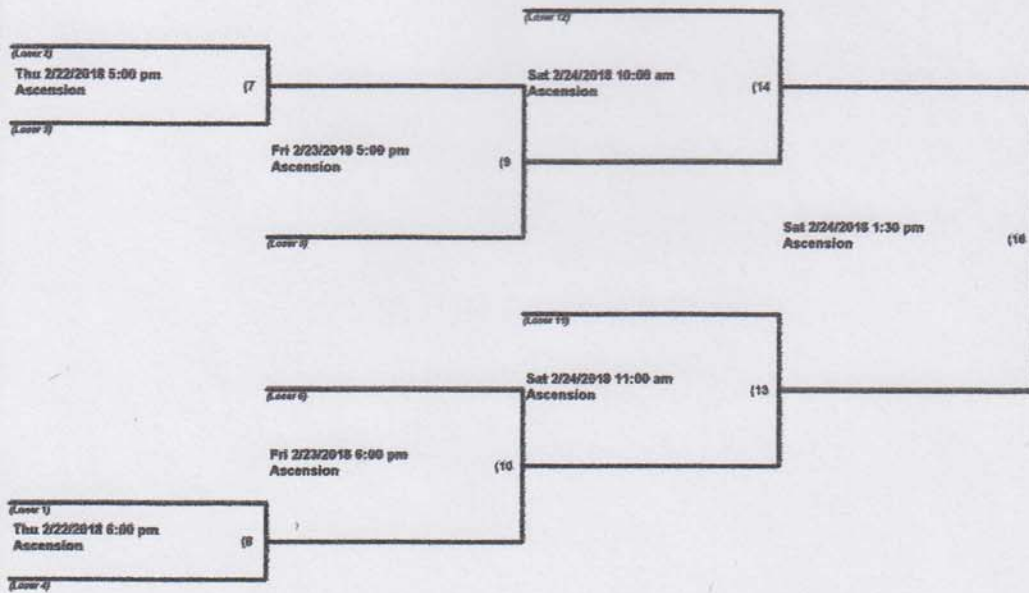 (Loser 12)
(Loser 2)
Thu 2/22/2018 5:00 pm
Ascension
(7
(Loser 3)
Sat 2/24/2018 10:00 am
Ascension
(14
Fri 2/23/2018 5:00 pm
Ascension
(9
(Loser 5)
Sat 2/24/2018 1:30 pm
Ascension
(16
(Loser 11)
Sat 2/24/2018 11:00 am
Ascension
(13
(Loser 6)
Fri 2/23/2018 6:00 pm
Ascension
(10
(Loser 1)
Thu 2/22/2018 6:00 pm
Ascension
(8
(Loser 4)